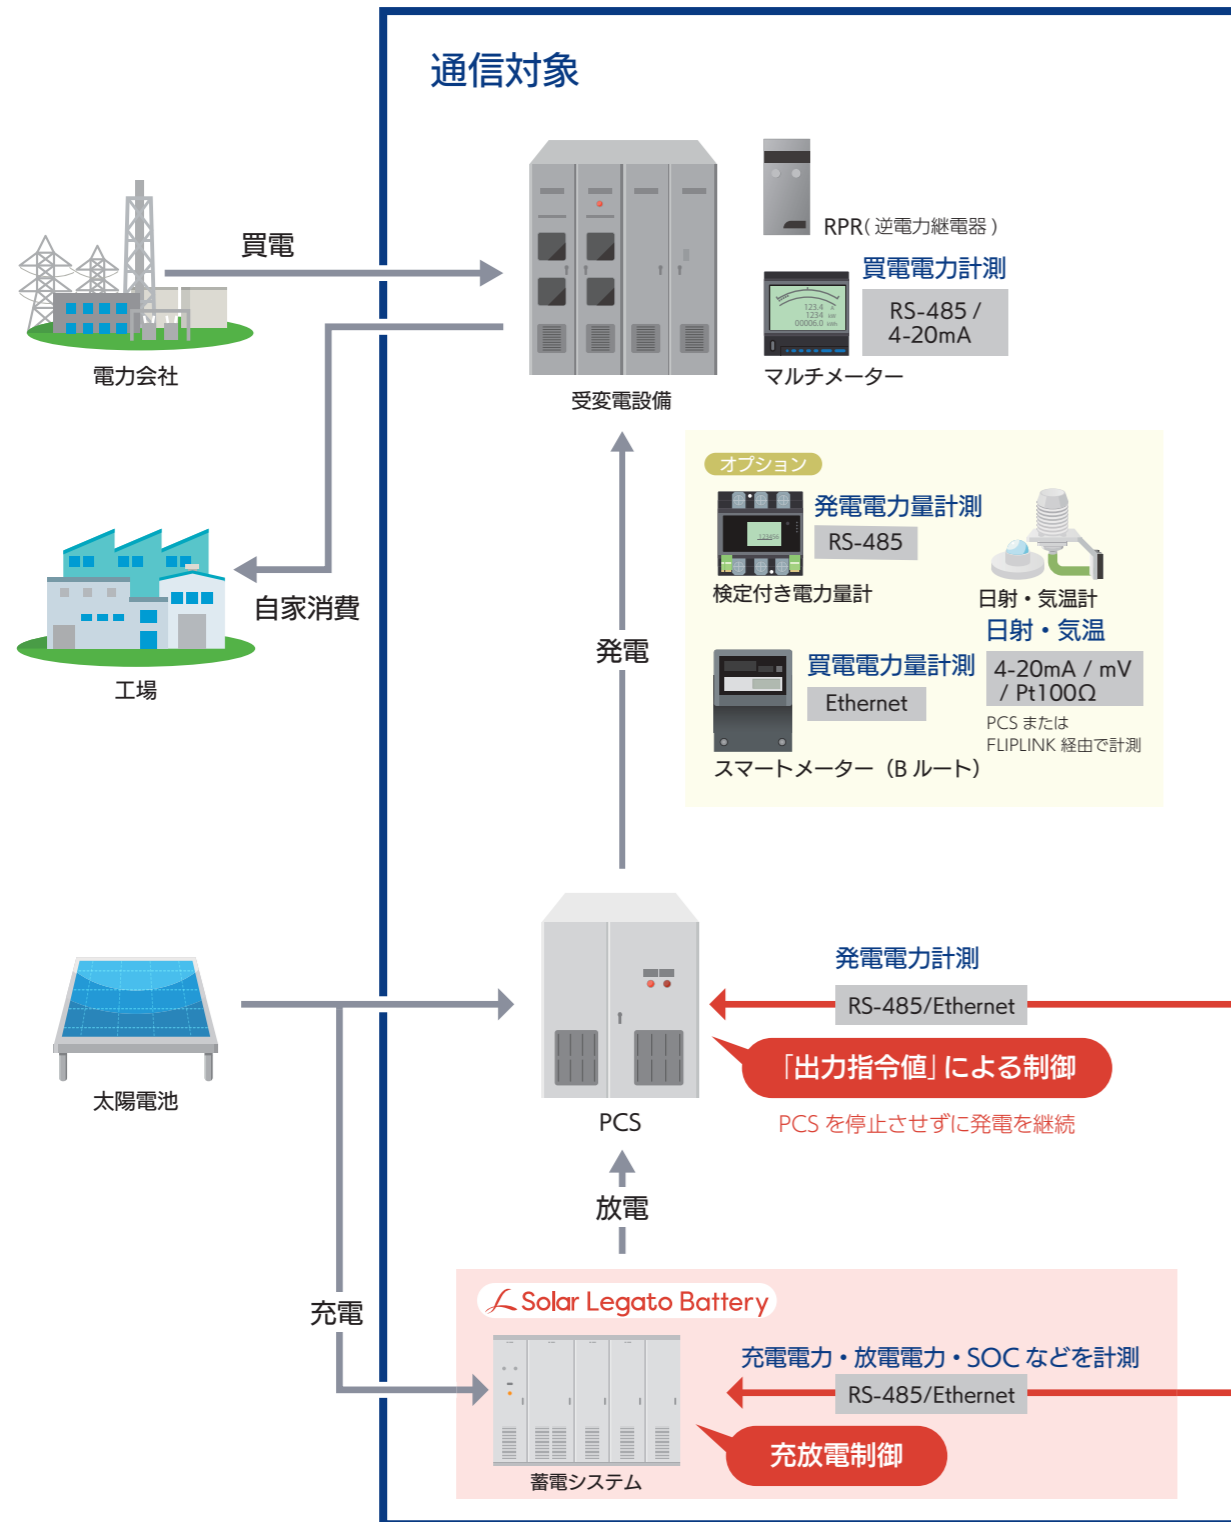 通信対象
買電
電力会社
受変電設備
RPR( 逆電力継電器 )
買電電力計測
RS-485 /
4-20mA
123.4
1234
00006.0
マルチメーター
オプション
発電電力量計測
RS-485
123456
検定付き電力量計
日射・気温計
日射・気温
4-20mA / mV
/ Pt100Ω
PCS または
FLIPLINK 経由で計測
買電電力量計測
Ethernet
スマートメーター（B ルート）
自家消費
工場
発電
太陽電池
PCS
発電電力計測
RS-485/Ethernet
「出力指令値」による制御
PCS を停止させずに発電を継続
放電
充電
Solar Legato Battery
充電電力・放電電力・SOC などを計測
RS-485/Ethernet
充放電制御
蓄電システム